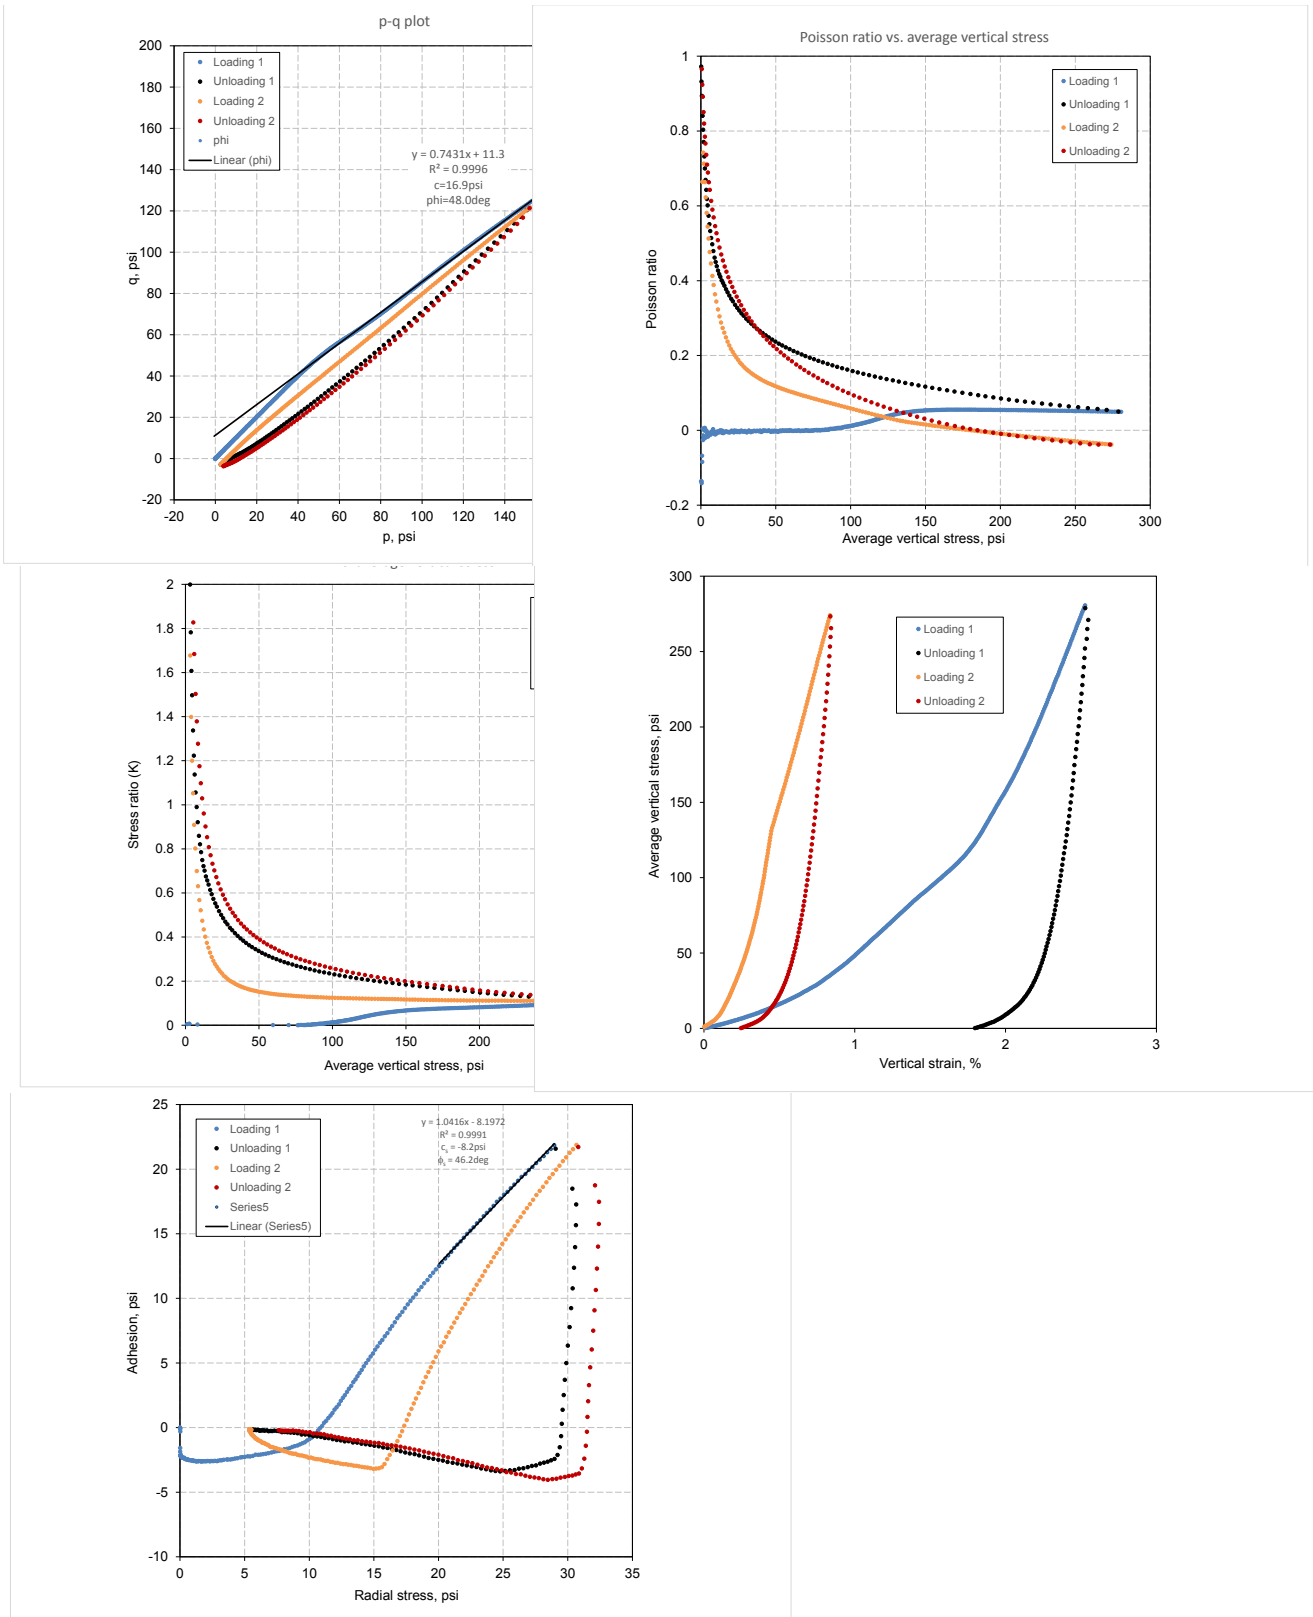 p-q plot
200
180
160
140
120
100
80
60
40
20
0
-20
-20
0
20
40
60
80
100
120
140
q, psi
p, psi
Loading 1
Unloading 1
Loading 2
Unloading 2
phi
Linear (phi)
y = 0.7431x + 11.3
R² = 0.9996
c=16.9psi
phi=48.0deg
Poisson ratio vs. average vertical stress
1
0.8
0.6
0.4
0.2
0
-0.2
0
50
100
150
200
250
300
Poisson ratio
Average vertical stress, psi
Loading 1
Unloading 1
Loading 2
Unloading 2
2
1.8
1.6
1.4
1.2
1
0.8
0.6
0.4
0.2
0
0
50
100
150
200
Stress ratio (K)
Average vertical stress, psi
300
250
200
150
100
50
0
0
1
2
3
Average vertical stress, psi
Vertical strain, %
Loading 1
Unloading 1
Loading 2
Unloading 2
25
20
15
10
5
0
-5
-10
0
5
10
15
20
25
30
35
Adhesion, psi
Radial stress, psi
Loading 1
Unloading 1
Loading 2
Unloading 2
Series5
Linear (Series5)
y = 1.0416x - 8.1972
R² = 0.9991
cₛ = -8.2psi
ϕₛ = 46.2deg